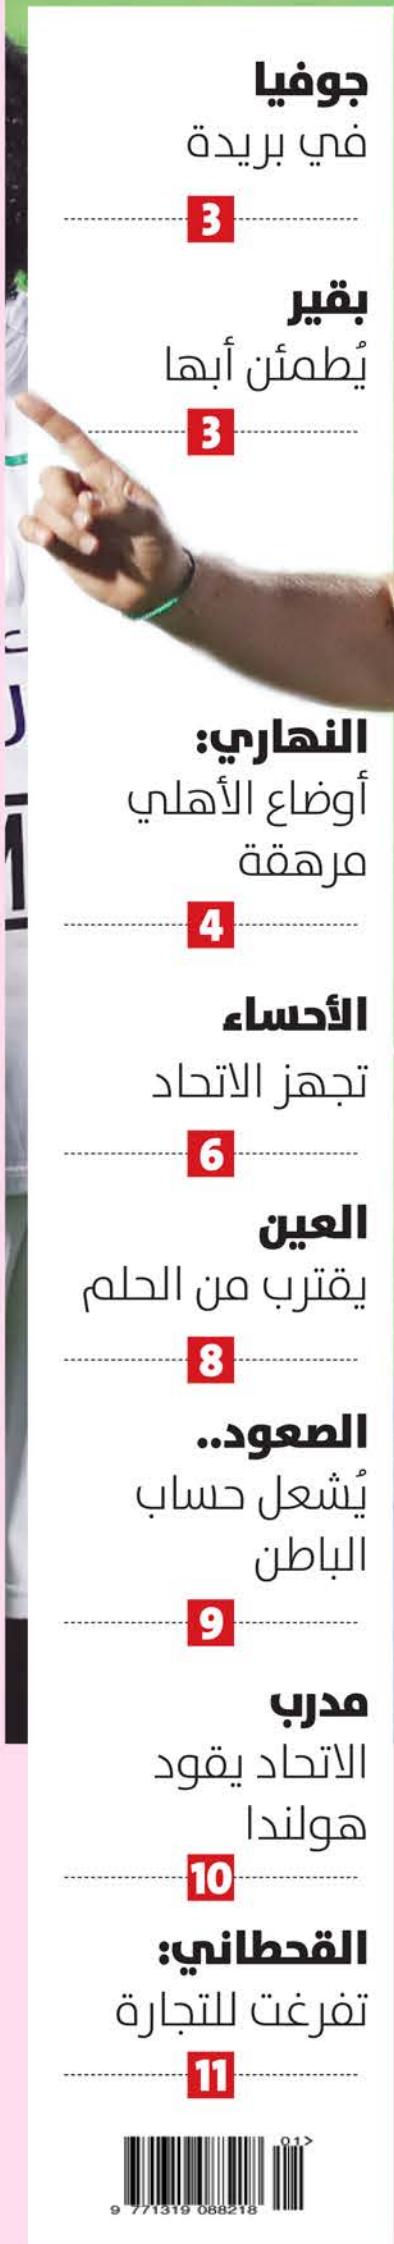 جوفيا
في بريدة
3
بقير
يُطمئن أبها
3
النهاري:
أوضاع الأهلي
مرهقة
4
الأحساء
تجهز الاتحاد
6
العين
يقترب من الحلم
8
الصعود..
يُشعل حساب
الباطن
9
مدرب
الاتحاد يقود
هولندا
10
القحطاني:
تفرغت للتجارة
11
01>
9 771319 088218